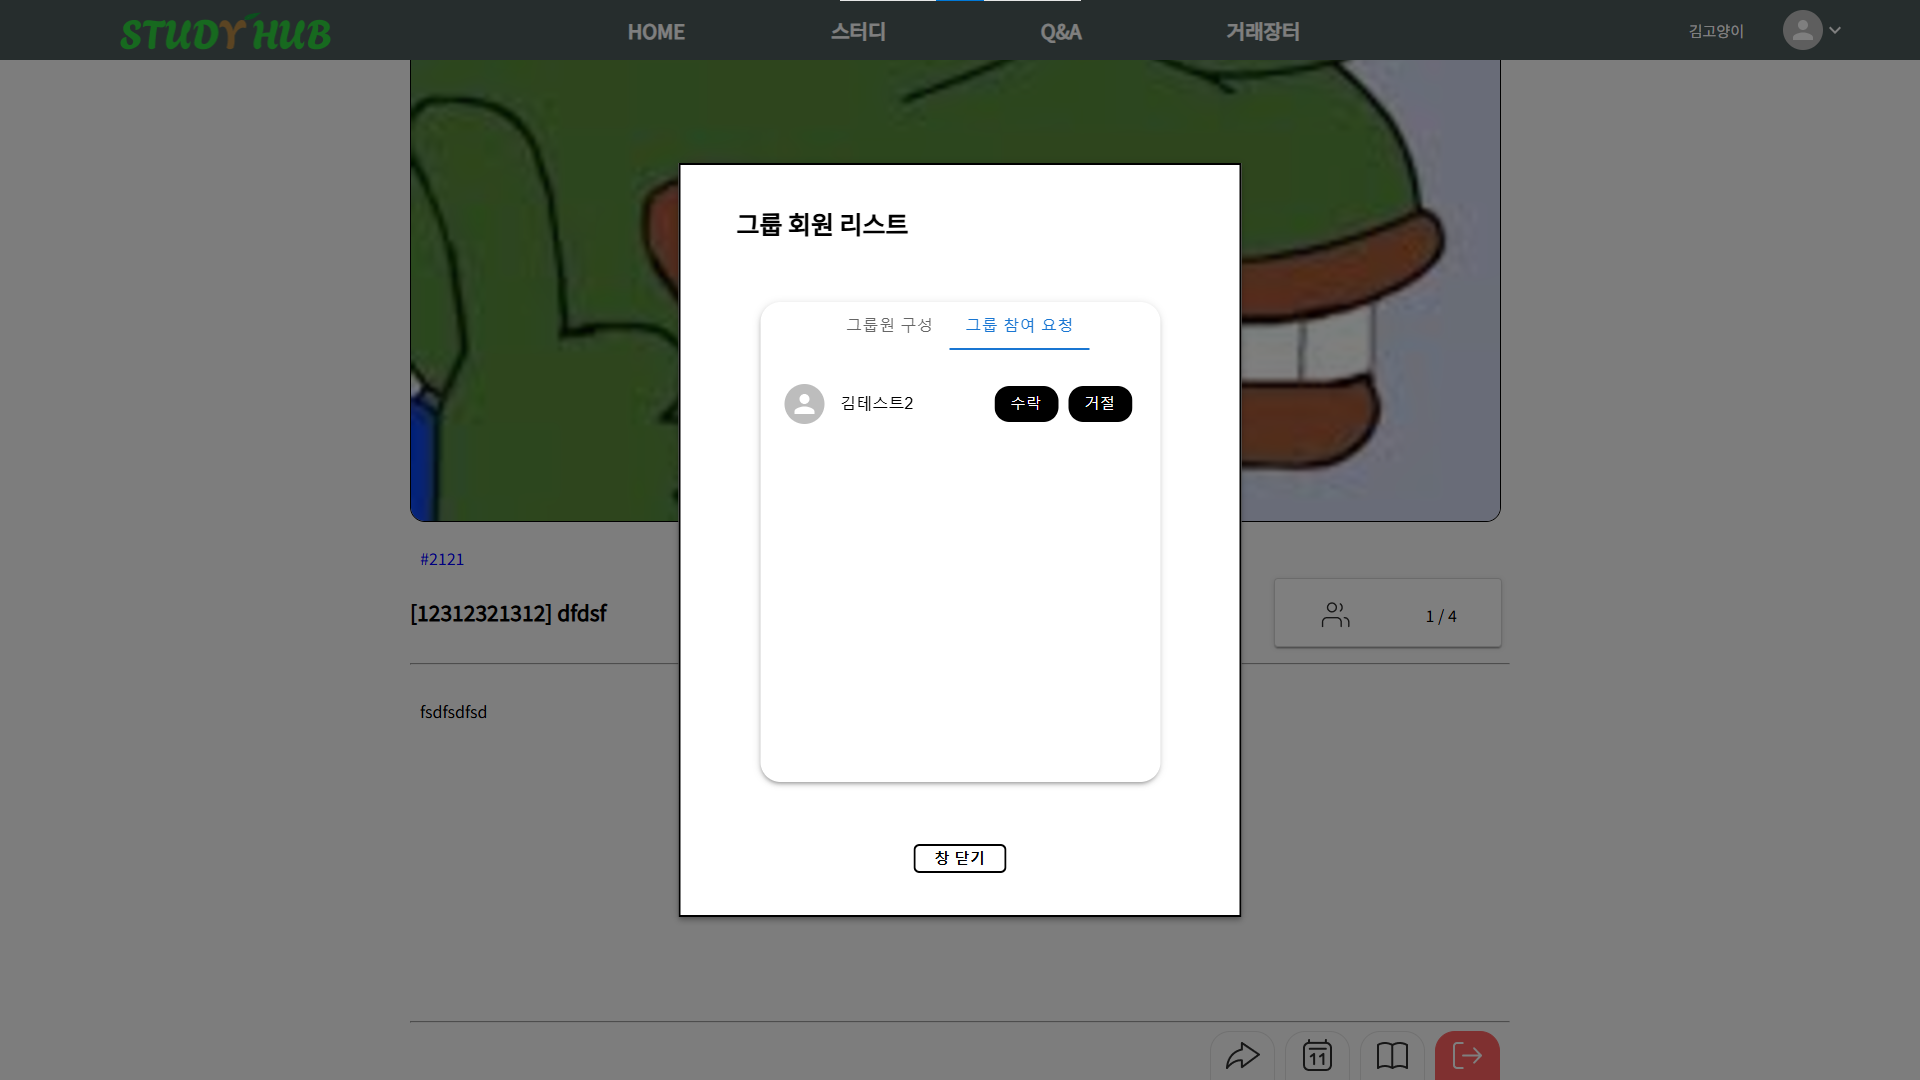 STUDY HUB
HOME
스터디
Q&A
거래장터
김고양이
그룹 회원 리스트
그룹원 구성
그룹 참여 요청
김테스트2
수락
거절
창 닫기
#2121
[12312321312] dfdsf
1 / 4
fsdfsdfsd
11